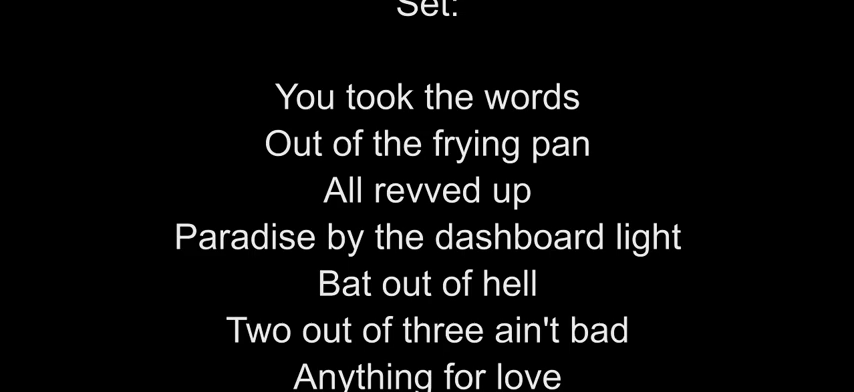 Set:
You took the words
Out of the frying pan
All revved up
Paradise by the dashboard light
Bat out of hell
Two out of three ain't bad
Anything for love